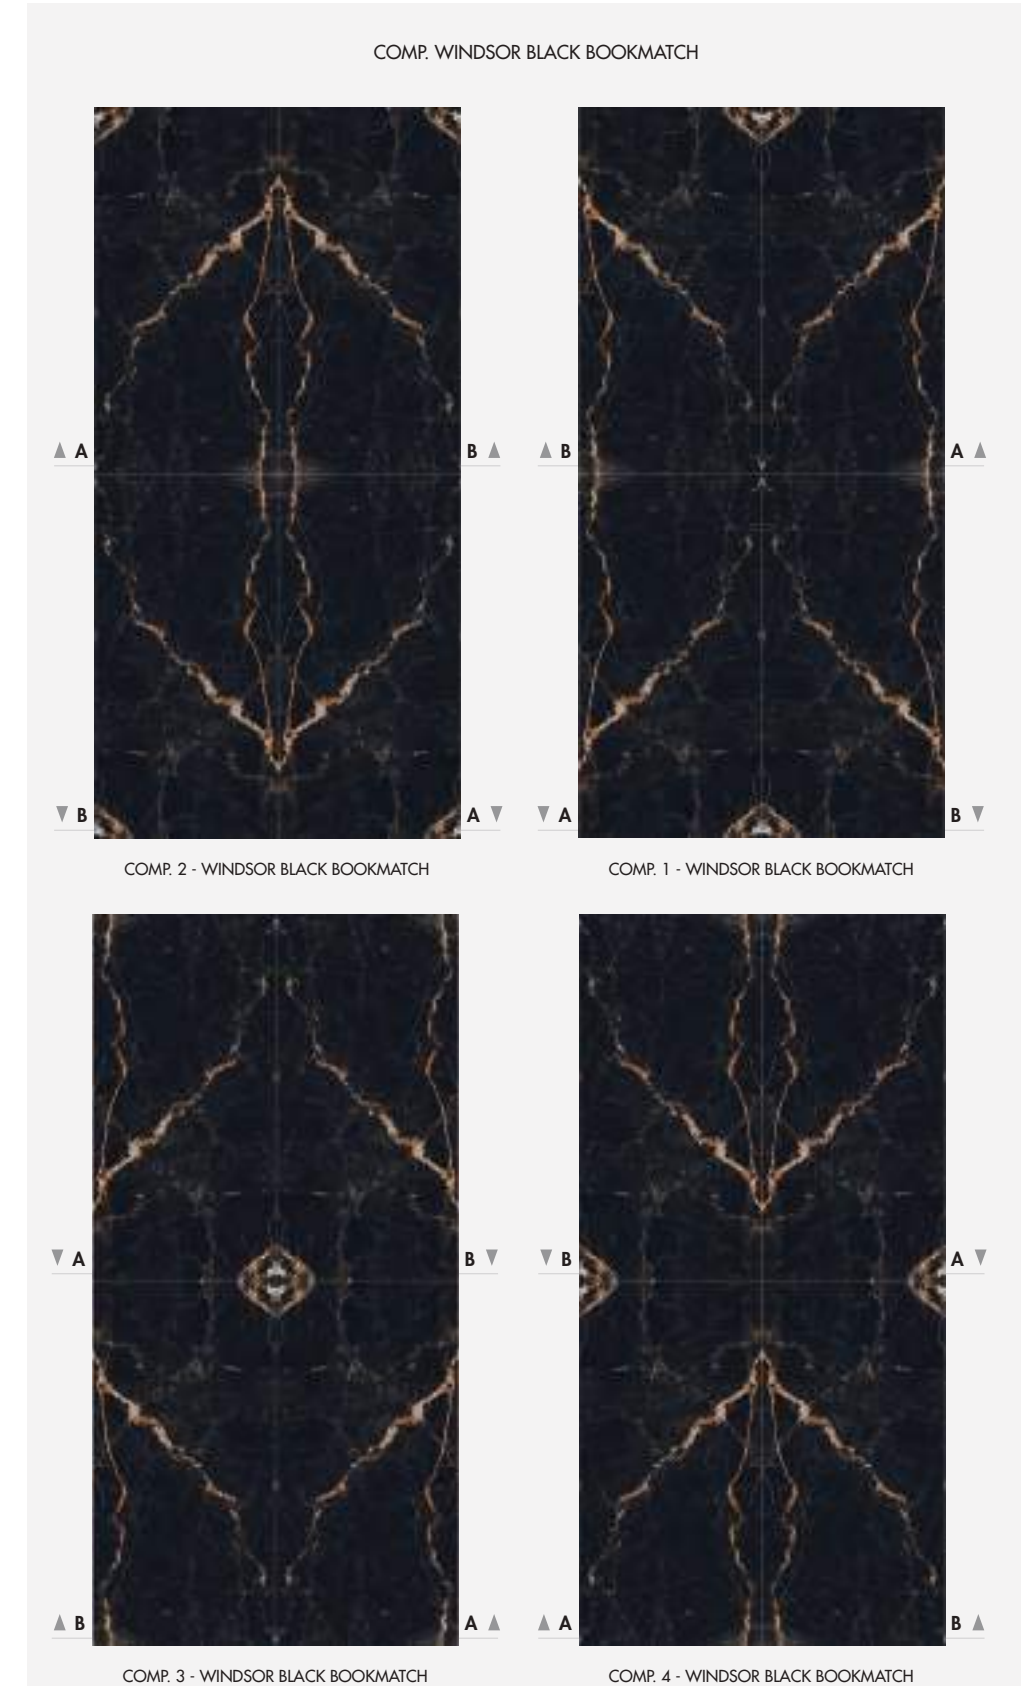 COMP. WINDSOR BLACK BOOKMATCH
▲ A
B ▲
▲ B
A ▲
▼ B
A ▼
▼ A
B ▼
COMP. 2 - WINDSOR BLACK BOOKMATCH
COMP. 1 - WINDSOR BLACK BOOKMATCH
▼ A
B ▼
▼ B
A ▼
▲ B
A ▲
▲ A
B ▲
COMP. 3 - WINDSOR BLACK BOOKMATCH
COMP. 4 - WINDSOR BLACK BOOKMATCH